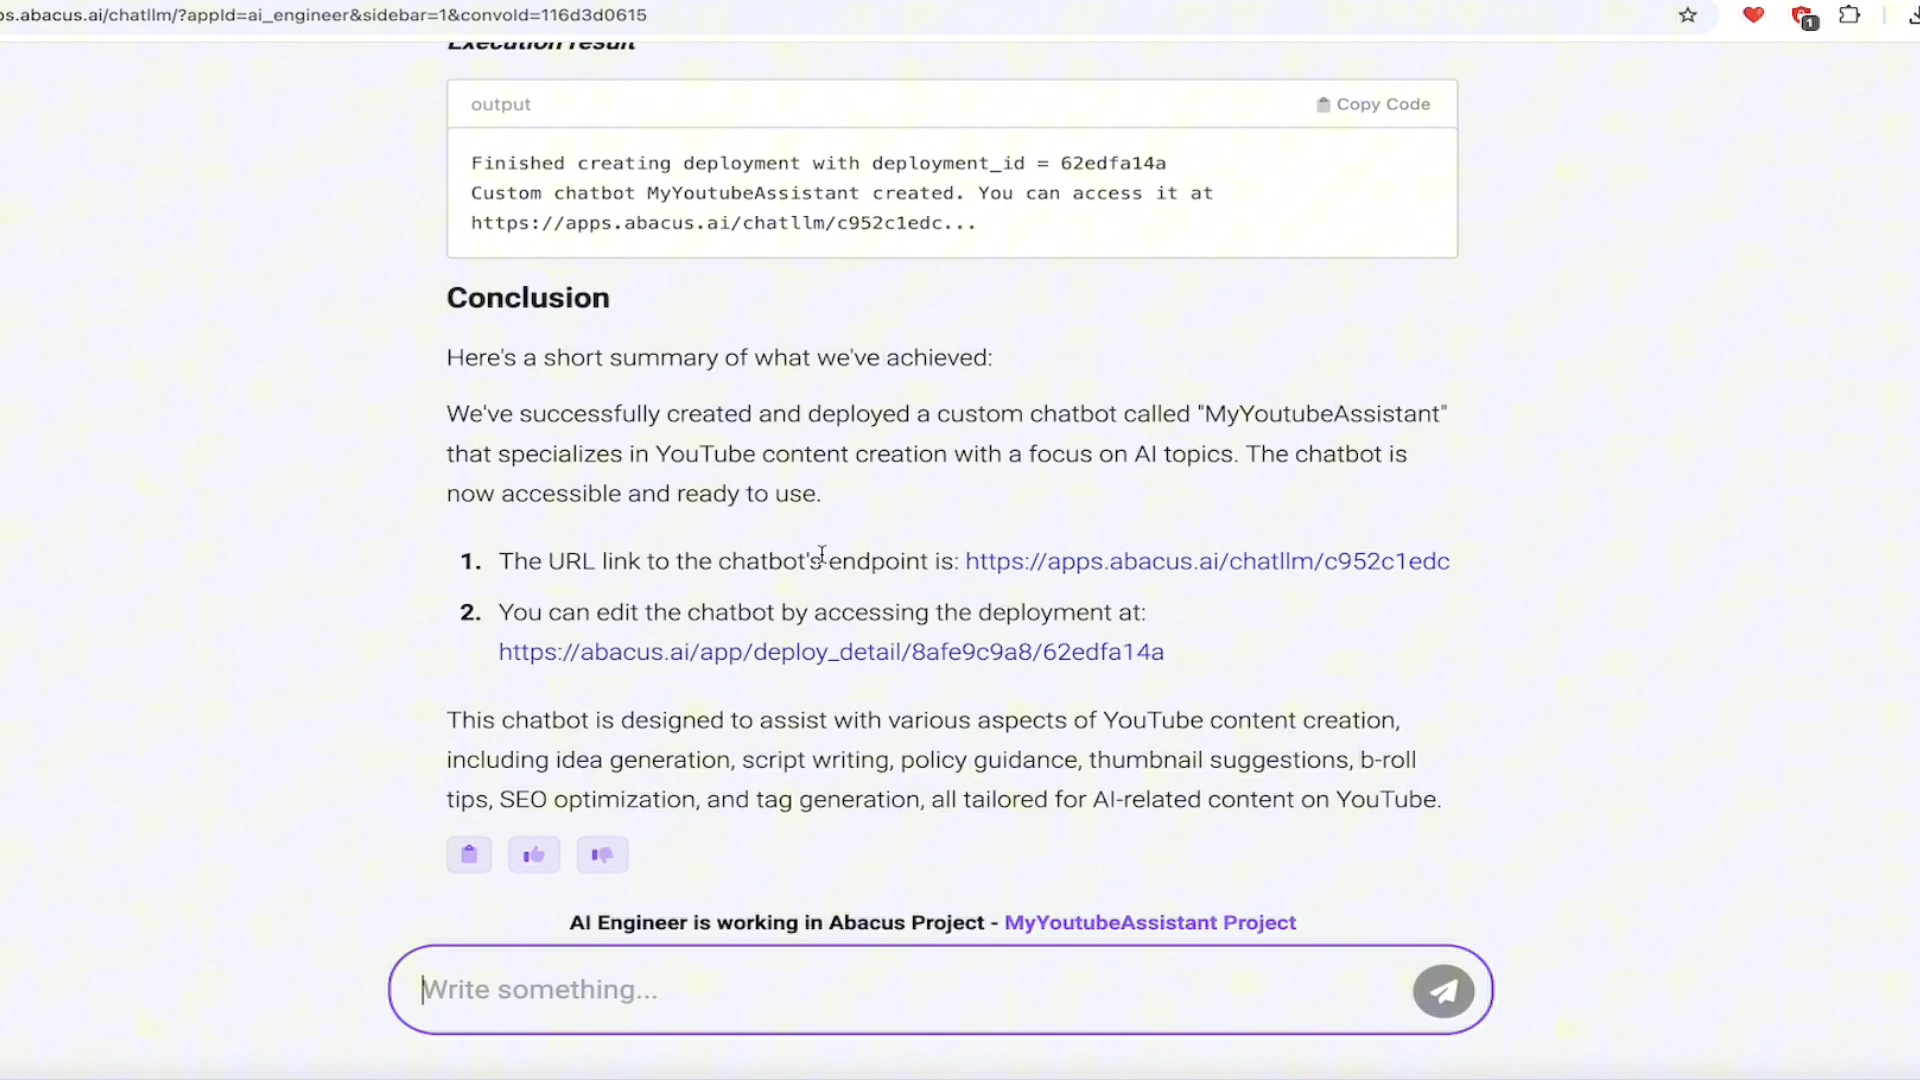 ps.abacus.ai/chatllm/?appId=ai_engineer&sidebar=1&convoId=116d3d0615
1
Execution result
output
Copy Code
Finished creating deployment with deployment_id = 62edfa14a
Custom chatbot MyYoutubeAssistant created. You can access it at
https://apps.abacus.ai/chatllm/c952c1edc...
Conclusion
Here's a short summary of what we've achieved:
We've successfully created and deployed a custom chatbot called "MyYoutubeAssistant"
that specializes in YouTube content creation with a focus on AI topics. The chatbot is
now accessible and ready to use.
1. The URL link to the chatbot's endpoint is: https://apps.abacus.ai/chatllm/c952c1edc
2. You can edit the chatbot by accessing the deployment at:
https://abacus.ai/app/deploy_detail/8afe9c9a8/62edfa14a
This chatbot is designed to assist with various aspects of YouTube content creation,
including idea generation, script writing, policy guidance, thumbnail suggestions, b-roll
tips, SEO optimization, and tag generation, all tailored for AI-related content on YouTube.
AI Engineer is working in Abacus Project - MyYoutubeAssistant Project
Write something...